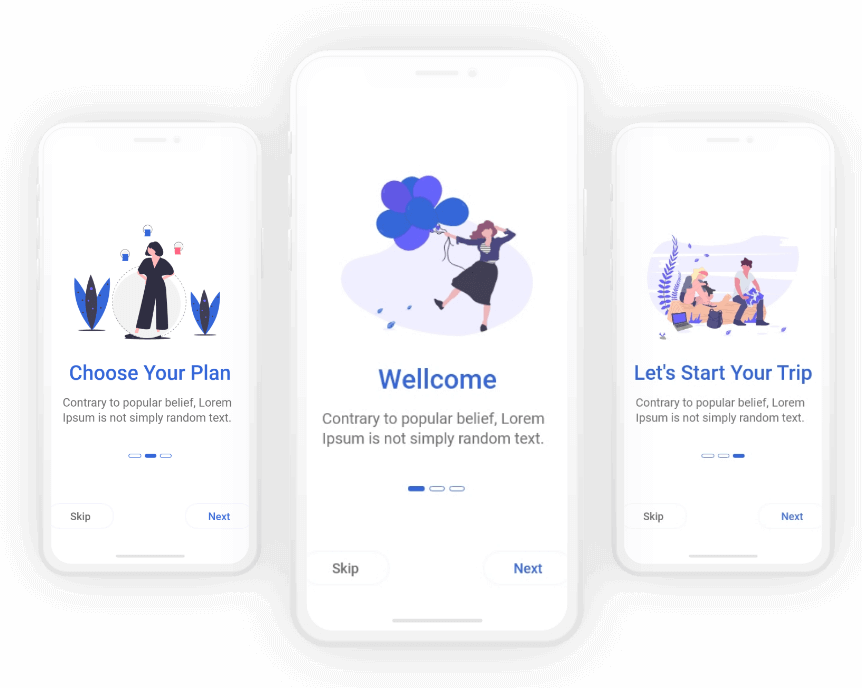 Choose Your Plan
Contrary to popular belief, Lorem
Ipsum is not simply random text.
Skip
Next
Wellcome
Contrary to popular belief, Lorem
Ipsum is not simply random text.
Skip
Next
Let's Start Your Trip
Contrary to popular belief, Lorem
Ipsum is not simply random text.
Skip
Next